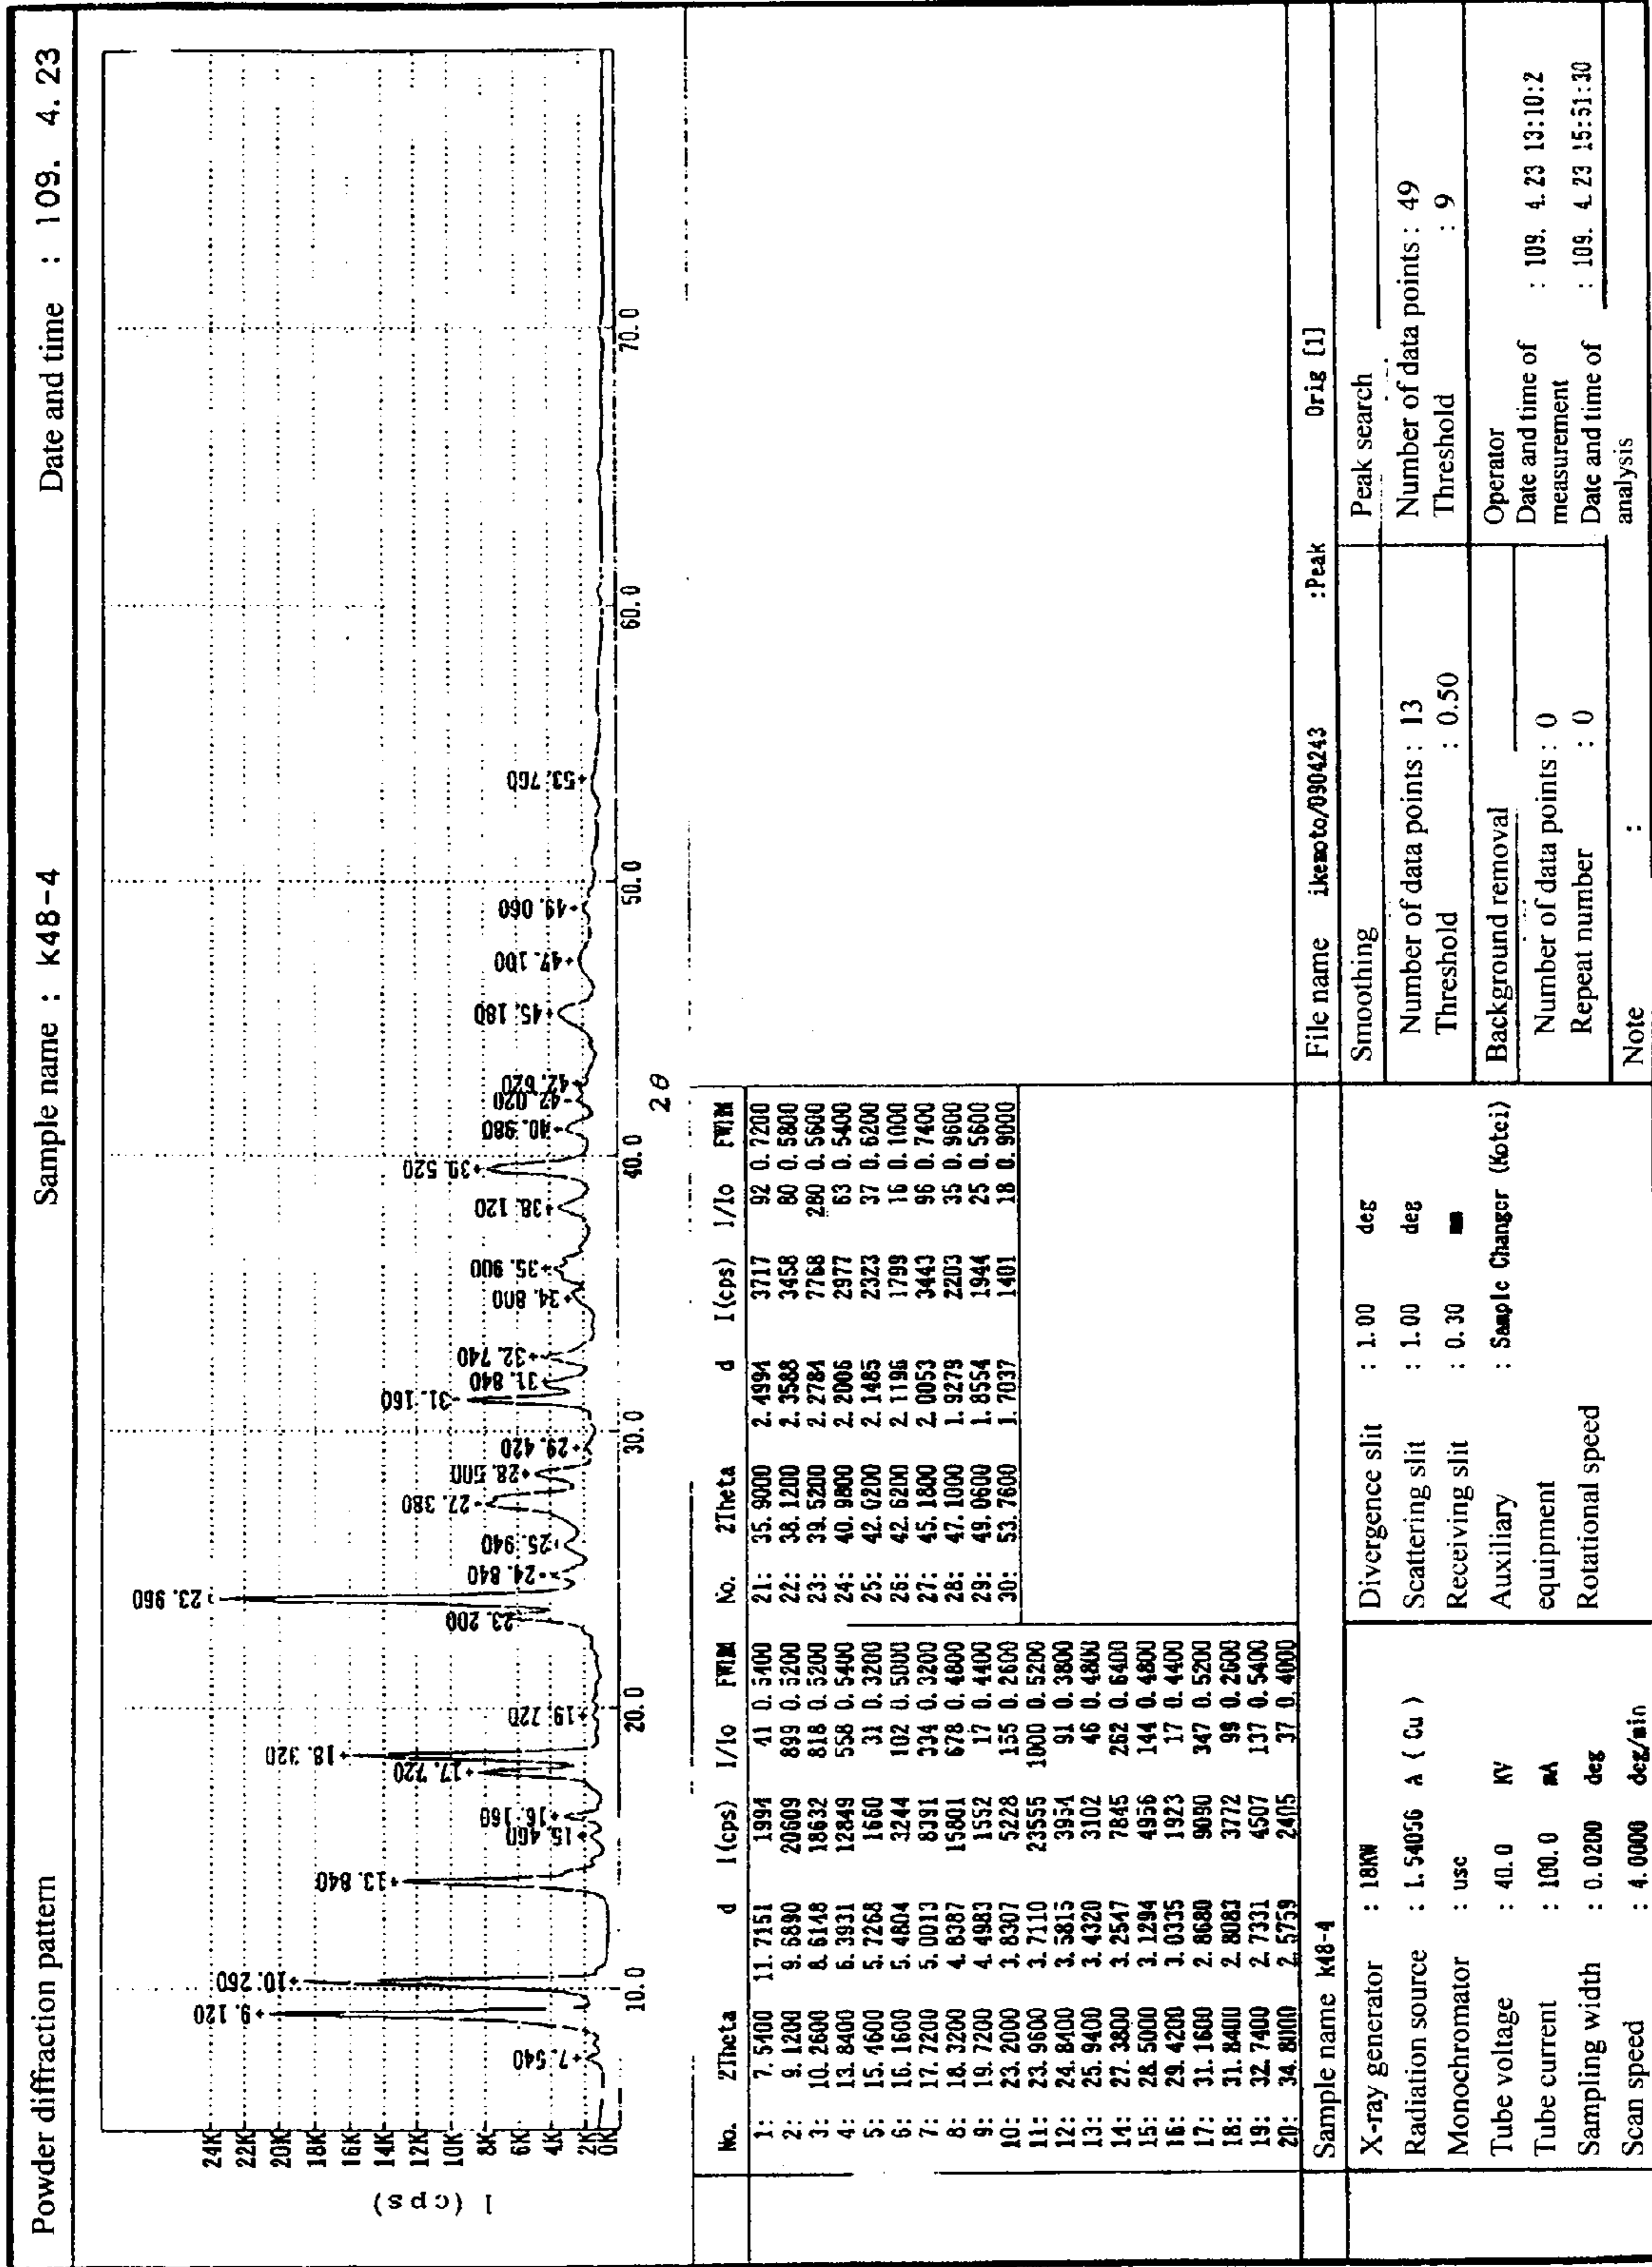 Powder diffraction pattern Sample name : k48-4 Date and time : 109. 4. 23
I (cps)
24K
22K
20K
18K
16K
14K
12K
10K
8K
6K
4K
2K
0K
7.540
9.120
10.260
13.840
15.460
16.160
17.720
18.320
19.720
23.200
23.960
24.840
25.940
27.380
28.500
29.420
31.160
31.840
32.740
34.800
35.900
38.120
39.520
40.980
42.020
42.620
45.180
47.100
49.060
53.760
10.0 20.0 30.0 40.0 50.0 60.0 70.0
2θ
No. 2Theta d I(cps) I/Io FWHM
1: 7.5400 11.7151 1994 41 0.5400
2: 9.1200 9.6890 20609 899 0.5200
3: 10.2600 8.6148 18632 818 0.5200
4: 13.8400 6.3931 12849 558 0.5400
5: 15.4600 5.7268 1660 31 0.3200
6: 16.1600 5.4804 3244 102 0.5000
7: 17.7200 5.0013 8391 334 0.3200
8: 18.3200 4.8387 15801 678 0.4800
9: 19.7200 4.4983 1552 17 0.4400
10: 23.2000 3.8307 5228 155 0.2600
11: 23.9600 3.7110 23555 1000 0.5200
12: 24.8400 3.5815 3954 91 0.3800
13: 25.9400 3.4320 3102 46 0.4800
14: 27.3800 3.2547 7845 262 0.6400
15: 28.5000 3.1294 4956 144 0.4800
16: 29.4200 3.0335 1923 17 0.4400
17: 31.1600 2.8680 9090 347 0.5200
18: 31.8400 2.8083 3772 99 0.2600
19: 32.7400 2.7331 4507 137 0.5400
20: 34.8000 2.5759 2405 37 0.4000
No. 2Theta d I(cps) I/Io FWHM
21: 35.9000 2.4994 3717 92 0.7200
22: 38.1200 2.3588 3458 80 0.5800
23: 39.5200 2.2784 7768 280 0.5600
24: 40.9800 2.2006 2977 63 0.5400
25: 42.0200 2.1485 2323 37 0.6200
26: 42.6200 2.1196 1799 16 0.1000
27: 45.1800 2.0053 3443 96 0.7400
28: 47.1000 1.9279 2203 35 0.9600
29: 49.0600 1.8554 1944 25 0.5600
30: 53.7600 1.7037 1401 18 0.9000
Sample name k48-4
File name ikemoto/0904243 :Peak Orig [1]
X-ray generator : 18KW
Radiation source : 1.54056 A ( Cu )
Monochromator : usc
Tube voltage : 40.0 KV
Tube current : 100.0 mA
Sampling width : 0.0200 deg
Scan speed : 4.0000 deg/min
Divergence slit : 1.00 deg
Scattering slit : 1.00 deg
Receiving slit : 0.30 mm
Auxiliary : Sample Changer (Kotei)
equipment
Rotational speed
Smoothing
Number of data points : 13
Threshold : 0.50
Background removal
Number of data points : 0
Repeat number : 0
Note :
Peak search
Number of data points : 49
Threshold : 9
Operator
Date and time of : 109. 4. 23 13:10:2
measurement
Date and time of : 109. 4. 23 15:51:30
analysis